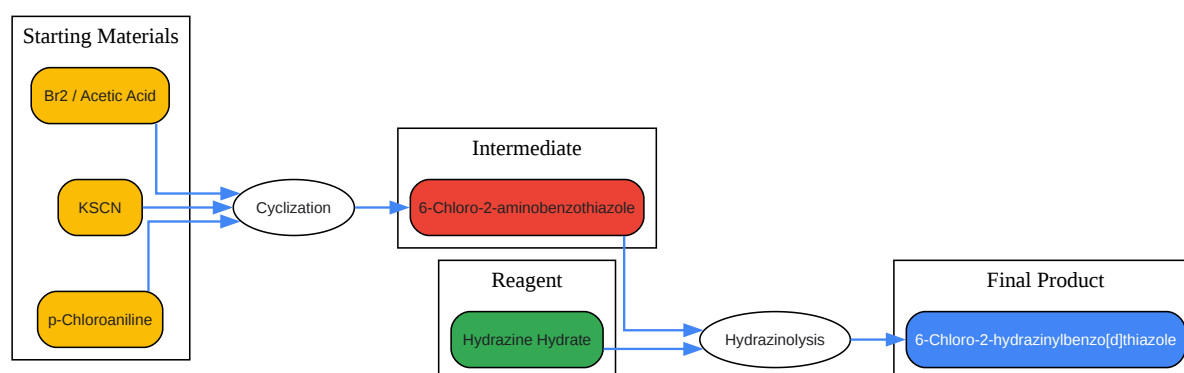 Starting Materials
Br2 / Acetic Acid
KSCN
p-Chloroaniline
Cyclization
Intermediate
6-Chloro-2-aminobenzothiazole
Reagent
Hydrazine Hydrate
Hydrazinolysis
Final Product
6-Chloro-2-hydrazinylbenzo[d]thiazole